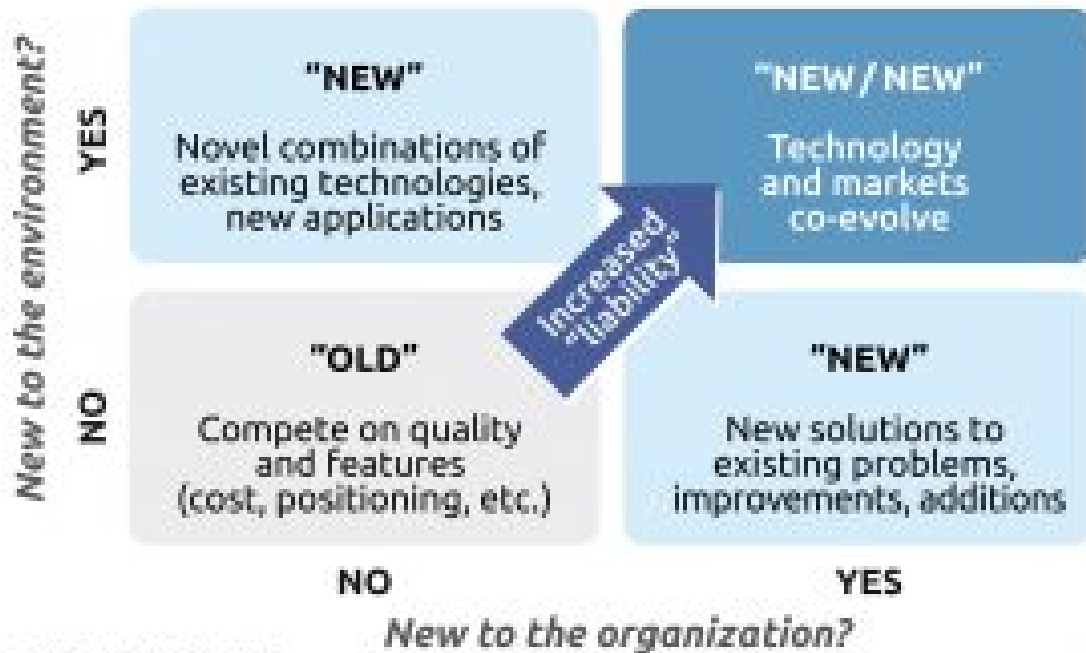 New to the environment?
YES
"NEW"
Novel combinations of
existing technologies,
new applications
"NEW / NEW"
Technology
and markets
co-evolve
Increased
"liability"
NO
"OLD"
Compete on quality
and features
(cost, positioning, etc.)
"NEW"
New solutions to
existing problems,
improvements, additions
NO
YES
New to the organization?